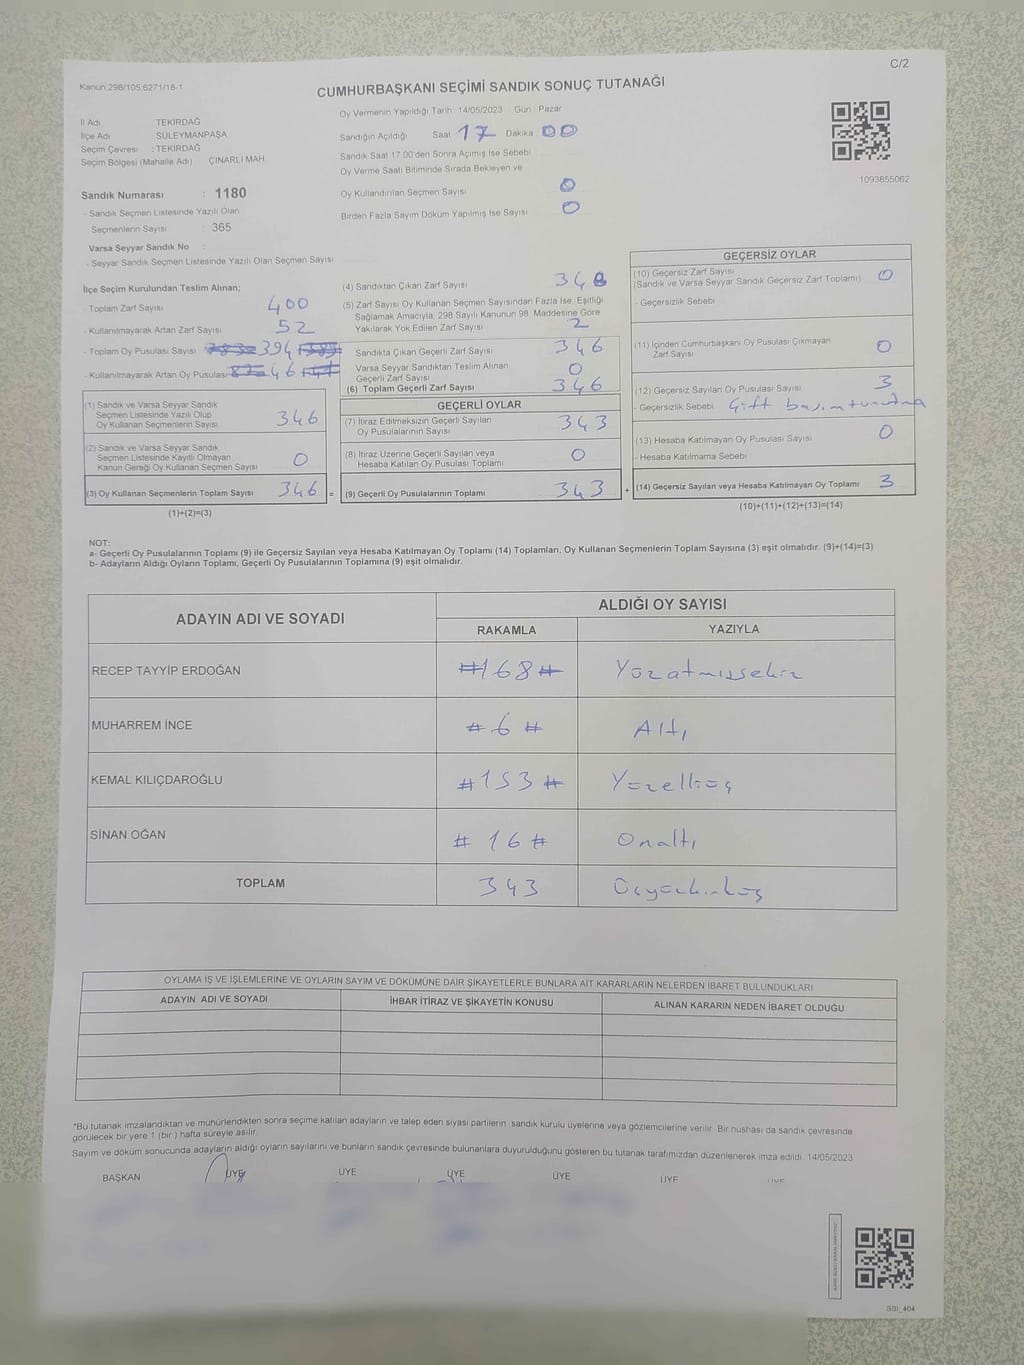 C/2
Kanun 298/105,6271/18-1
CUMHURBAŞKANI SEÇİMİ SANDIK SONUÇ TUTANAĞI
Oy Vermenin Yapıldığı Tarih 14/05/2023 Gün Pazar
İl Adı : TEKİRDAĞ
İlçe Adı : SÜLEYMANPAŞA
Seçim Çevresi : TEKİRDAĞ
Seçim Bölgesi (Mahalle Adı) ÇINARLI MAH.
Sandığın Açıldığı Saat 17 Dakika 00
Sandık Saat 17.00'den Sonra Açımış İse Sebebi
Oy Verme Saati Bitiminde Sırada Bekleyen ve
Oy Kullandırılan Seçmen Sayısı 0
Birden Fazla Sayım Döküm Yapılmış İse Sayısı 0
1093855062
Sandık Numarası : 1180
- Sandık Seçmen Listesinde Yazılı Olan
Seçmenlerin Sayısı : 365
Varsa Seyyar Sandık No :
- Seyyar Sandık Seçmen Listesinde Yazılı Olan Seçmen Sayısı
İlçe Seçim Kurulundan Teslim Alınan;
- Toplam Zarf Sayısı 400
- Kullanılmayarak Artan Zarf Sayısı 52
- Toplam Oy Pusulası Sayısı 394
- Kullanılmayarak Artan Oy Pusulası 46
(1) Sandık ve Varsa Seyyar Sandık
Seçmen Listesinde Yazılı Olup
Oy Kullanan Seçmenlerin Sayısı 346
(2) Sandık ve Varsa Seyyar Sandık
Seçmen Listesinde Kayıtlı Olmayan
Kanun Gereği Oy Kullanan Seçmen Sayısı 0
(3) Oy Kullanan Seçmenlerin Toplam Sayısı 346 =
(1)+(2)=(3)
(4) Sandıktan Çıkan Zarf Sayısı 348
(5) Zarf Sayısı Oy Kullanan Seçmen Sayısından Fazla İse, Eşitliği
Sağlamak Amacıyla, 298 Sayılı Kanunun 98. Maddesine Göre
Yakılarak Yok Edilen Zarf Sayısı 2
Sandıkta Çıkan Geçerli Zarf Sayısı 346
Varsa Seyyar Sandıktan Teslim Alınan
Geçerli Zarf Sayısı 0
(6) Toplam Geçerli Zarf Sayısı 346
GEÇERLİ OYLAR
(7) İtiraz Edilmeksizin Geçerli Sayılan
Oy Pusulalarının Sayısı 343
(8) İtiraz Üzerine Geçerli Sayılan veya
Hesaba Katılan Oy Pusulası Toplamı 0
(9) Geçerli Oy Pusulalarının Toplamı 343 +
GEÇERSİZ OYLAR
(10) Geçersiz Zarf Sayısı
(Sandık ve Varsa Seyyar Sandık Geçersiz Zarf Toplamı) 0
- Geçersizlik Sebebi
(11) İçinden Cumhurbaşkanı Oy Pusulası Çıkmayan
Zarf Sayısı 0
(12) Geçersiz Sayılan Oy Pusulası Sayısı 3
- Geçersizlik Sebebi Çift basım
(13) Hesaba Katılmayan Oy Pusulası Sayısı 0
- Hesaba Katılmama Sebebi
(14) Geçersiz Sayılan veya Hesaba Katılmayan Oy Toplamı 3
(10)+(11)+(12)+(13)=(14)
NOT:
a- Geçerli Oy Pusulalarının Toplamı (9) ile Geçersiz Sayılan veya Hesaba Katılmayan Oy Toplamı (14) Toplamları, Oy Kullanan Seçmenlerin Toplam Sayısına (3) eşit olmalıdır. (9)+(14)=(3)
b- Adayların Aldığı Oyların Toplamı, Geçerli Oy Pusulalarının Toplamına (9) eşit olmalıdır.
ADAYIN ADI VE SOYADI
ALDIĞI OY SAYISI
RAKAMLA YAZIYLA
RECEP TAYYİP ERDOĞAN #168# Yüzatmışsekiz
MUHARREM İNCE #6# Altı
KEMAL KILIÇDAROĞLU #153# Yüzelliüç
SİNAN OĞAN #16# Onaltı
TOPLAM 343 Üçyüzkırküç
OYLAMA İŞ VE İŞLEMLERİNE VE OYLARIN SAYIM VE DÖKÜMÜNE DAİR ŞİKAYETLERLE BUNLARA AİT KARARLARIN NELERDEN İBARET BULUNDUKLARI
ADAYIN ADI VE SOYADI İHBAR İTİRAZ VE ŞİKAYETİN KONUSU ALINAN KARARIN NEDEN İBARET OLDUĞU
*Bu tutanak imzalandıktan ve mühürlendikten sonra seçime katılan adayların ve talep eden siyasi partilerin sandık kurulu üyelerine veya gözlemcilerine verilir. Bir nüshası da sandık çevresinde
görülecek bir yere 1 (bir ) hafta süreyle asılır.
Sayım ve döküm sonucunda adayların aldığı oyların sayılarını ve bunların sandık çevresinde bulunanlara duyurulduğunu gösteren bu tutanak tarafımızdan düzenlenerek imza edildi. 14/05/2023
BAŞKAN ÜYE ÜYE ÜYE ÜYE ÜYE ÜYE
SSI_404